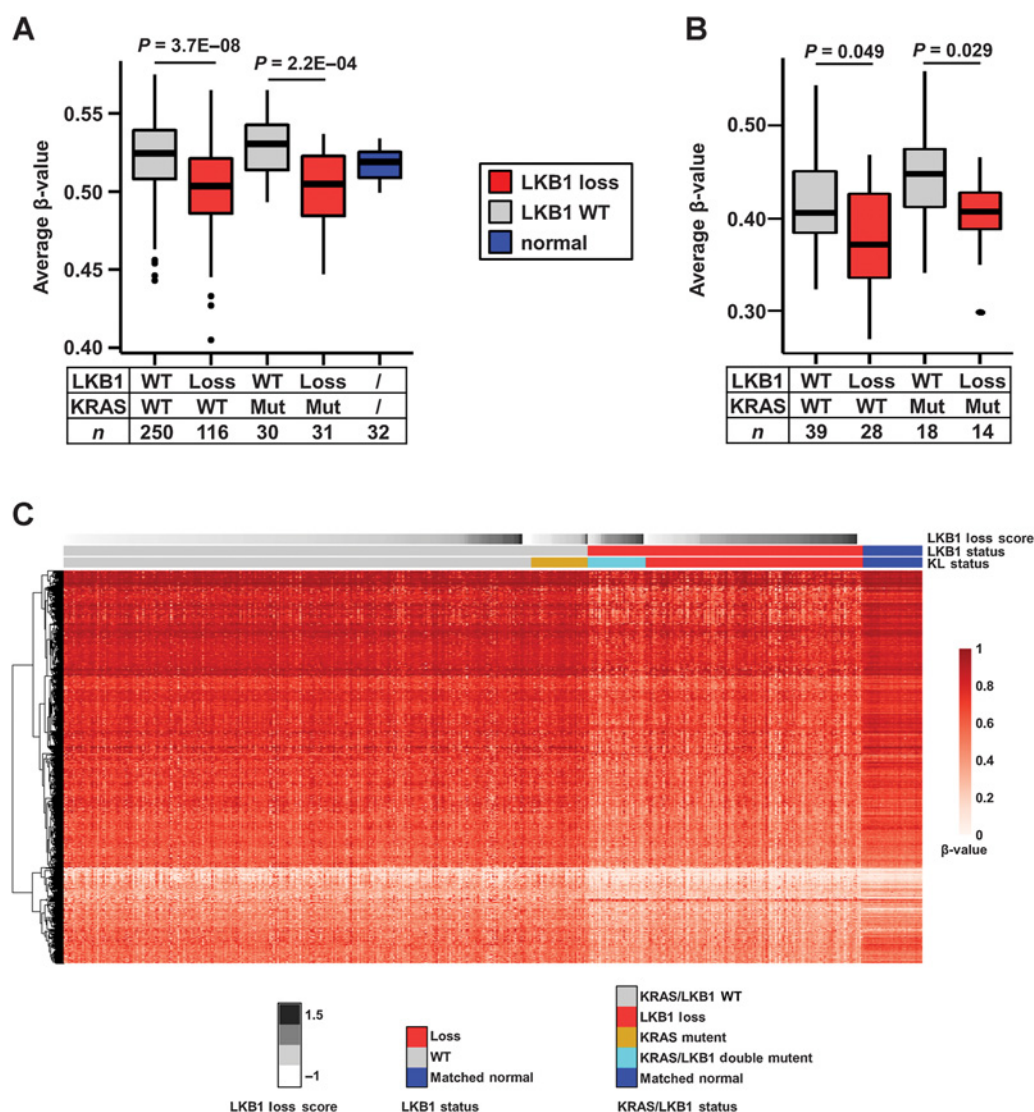 A
P = 3.7E–08
P = 2.2E–04
0.55
0.50
0.45
0.40
Average β-value
LKB1 WT Loss WT Loss /
KRAS WT WT Mut Mut /
n 250 116 30 31 32
LKB1 loss
LKB1 WT
normal
B
P = 0.049
P = 0.029
0.50
0.40
0.30
Average β-value
LKB1 WT Loss WT Loss
KRAS WT WT Mut Mut
n 39 28 18 14
C
LKB1 loss score
LKB1 status
KL status
1
0.8
0.6
0.4
0.2
0
β-value
1.5
–1
LKB1 loss score
Loss
WT
Matched normal
LKB1 status
KRAS/LKB1 WT
LKB1 loss
KRAS mutent
KRAS/LKB1 double mutent
Matched normal
KRAS/LKB1 status